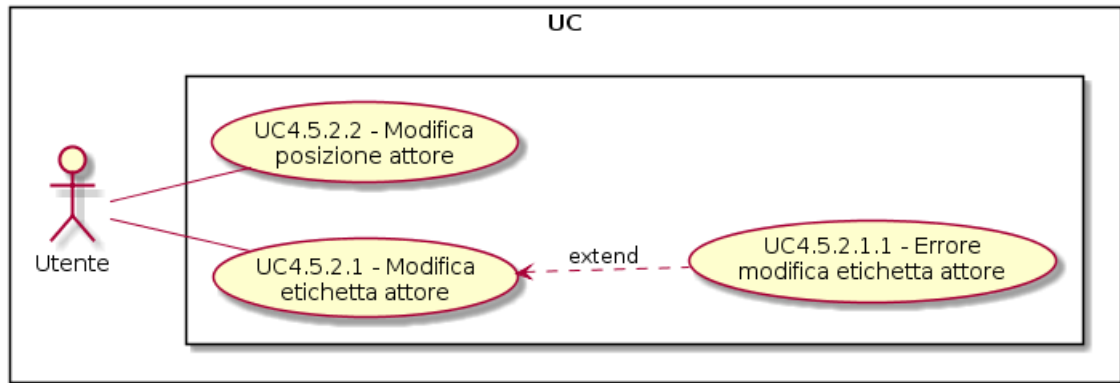 UC
UC4.5.2.2 - Modifica
posizione attore
Utente
UC4.5.2.1 - Modifica
etichetta attore
extend
UC4.5.2.1.1 - Errore
modifica etichetta attore